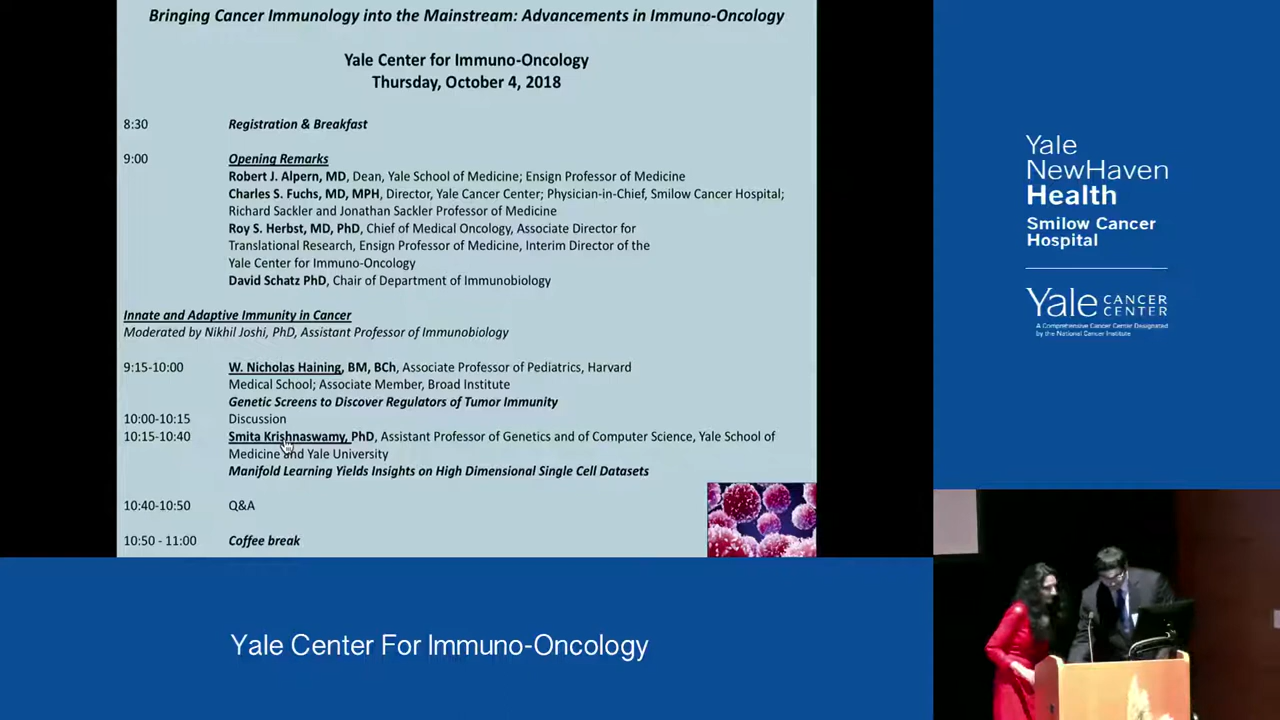 Bringing Cancer Immunology into the Mainstream: Advancements in Immuno-Oncology
Yale Center for Immuno-Oncology
Thursday, October 4, 2018
8:30 Registration & Breakfast
9:00 Opening Remarks
Robert J. Alpern, MD, Dean, Yale School of Medicine; Ensign Professor of Medicine
Charles S. Fuchs, MD, MPH, Director, Yale Cancer Center; Physician-in-Chief, Smilow Cancer Hospital;
Richard Sackler and Jonathan Sackler Professor of Medicine
Roy S. Herbst, MD, PhD, Chief of Medical Oncology, Associate Director for
Translational Research, Ensign Professor of Medicine, Interim Director of the
Yale Center for Immuno-Oncology
David Schatz PhD, Chair of Department of Immunobiology
Innate and Adaptive Immunity in Cancer
Moderated by Nikhil Joshi, PhD, Assistant Professor of Immunobiology
9:15-10:00 W. Nicholas Haining, BM, BCh, Associate Professor of Pediatrics, Harvard
Medical School; Associate Member, Broad Institute
Genetic Screens to Discover Regulators of Tumor Immunity
10:00-10:15 Discussion
10:15-10:40 Smita Krishnaswamy, PhD, Assistant Professor of Genetics and of Computer Science, Yale School of
Medicine and Yale University
Manifold Learning Yields Insights on High Dimensional Single Cell Datasets
10:40-10:50 Q&A
10:50 - 11:00 Coffee break
Yale
NewHaven
Health
Smilow Cancer
Hospital
Yale CANCER
CENTER
A Comprehensive Cancer Center Designated
by the National Cancer Institute
Yale Center For Immuno-Oncology